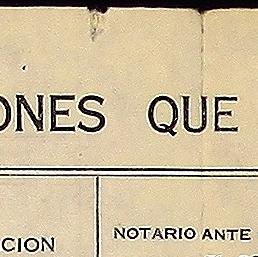 ONES QUE
CION
NOTARIO ANTE